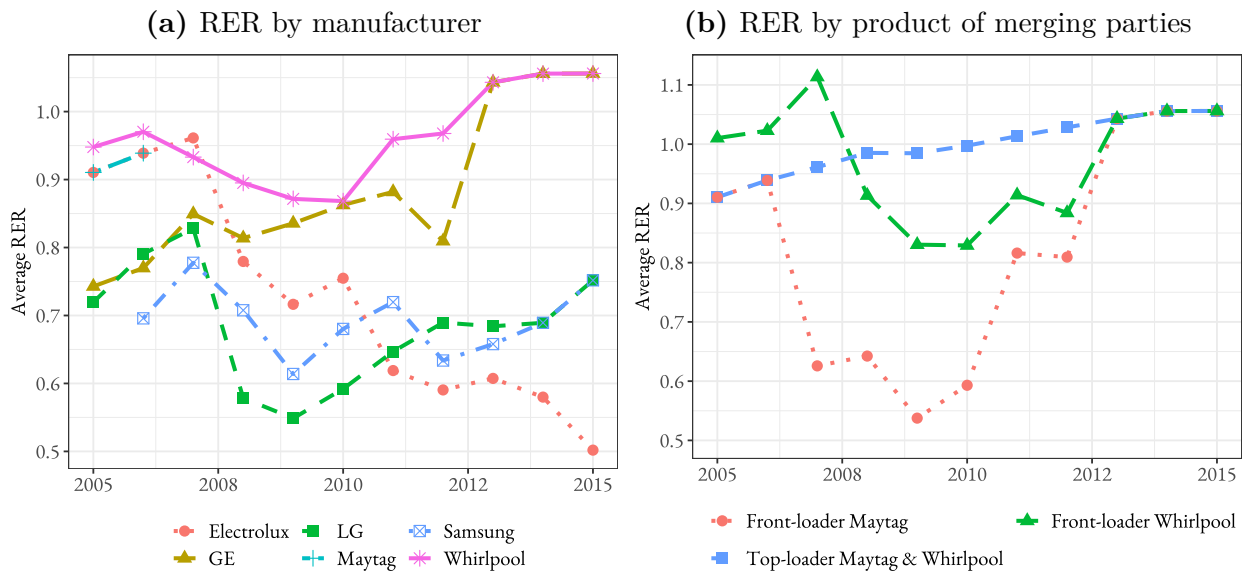 (a) RER by manufacturer
1.0
0.9
0.8
0.7
0.6
0.5
Average RER
2005 2008 2010 2012 2015
Electrolux LG Samsung
GE Maytag Whirlpool
(b) RER by product of merging parties
1.1
1.0
0.9
0.8
0.7
0.6
0.5
Average RER
2005 2008 2010 2012 2015
Front-loader Maytag Front-loader Whirlpool
Top-loader Maytag & Whirlpool